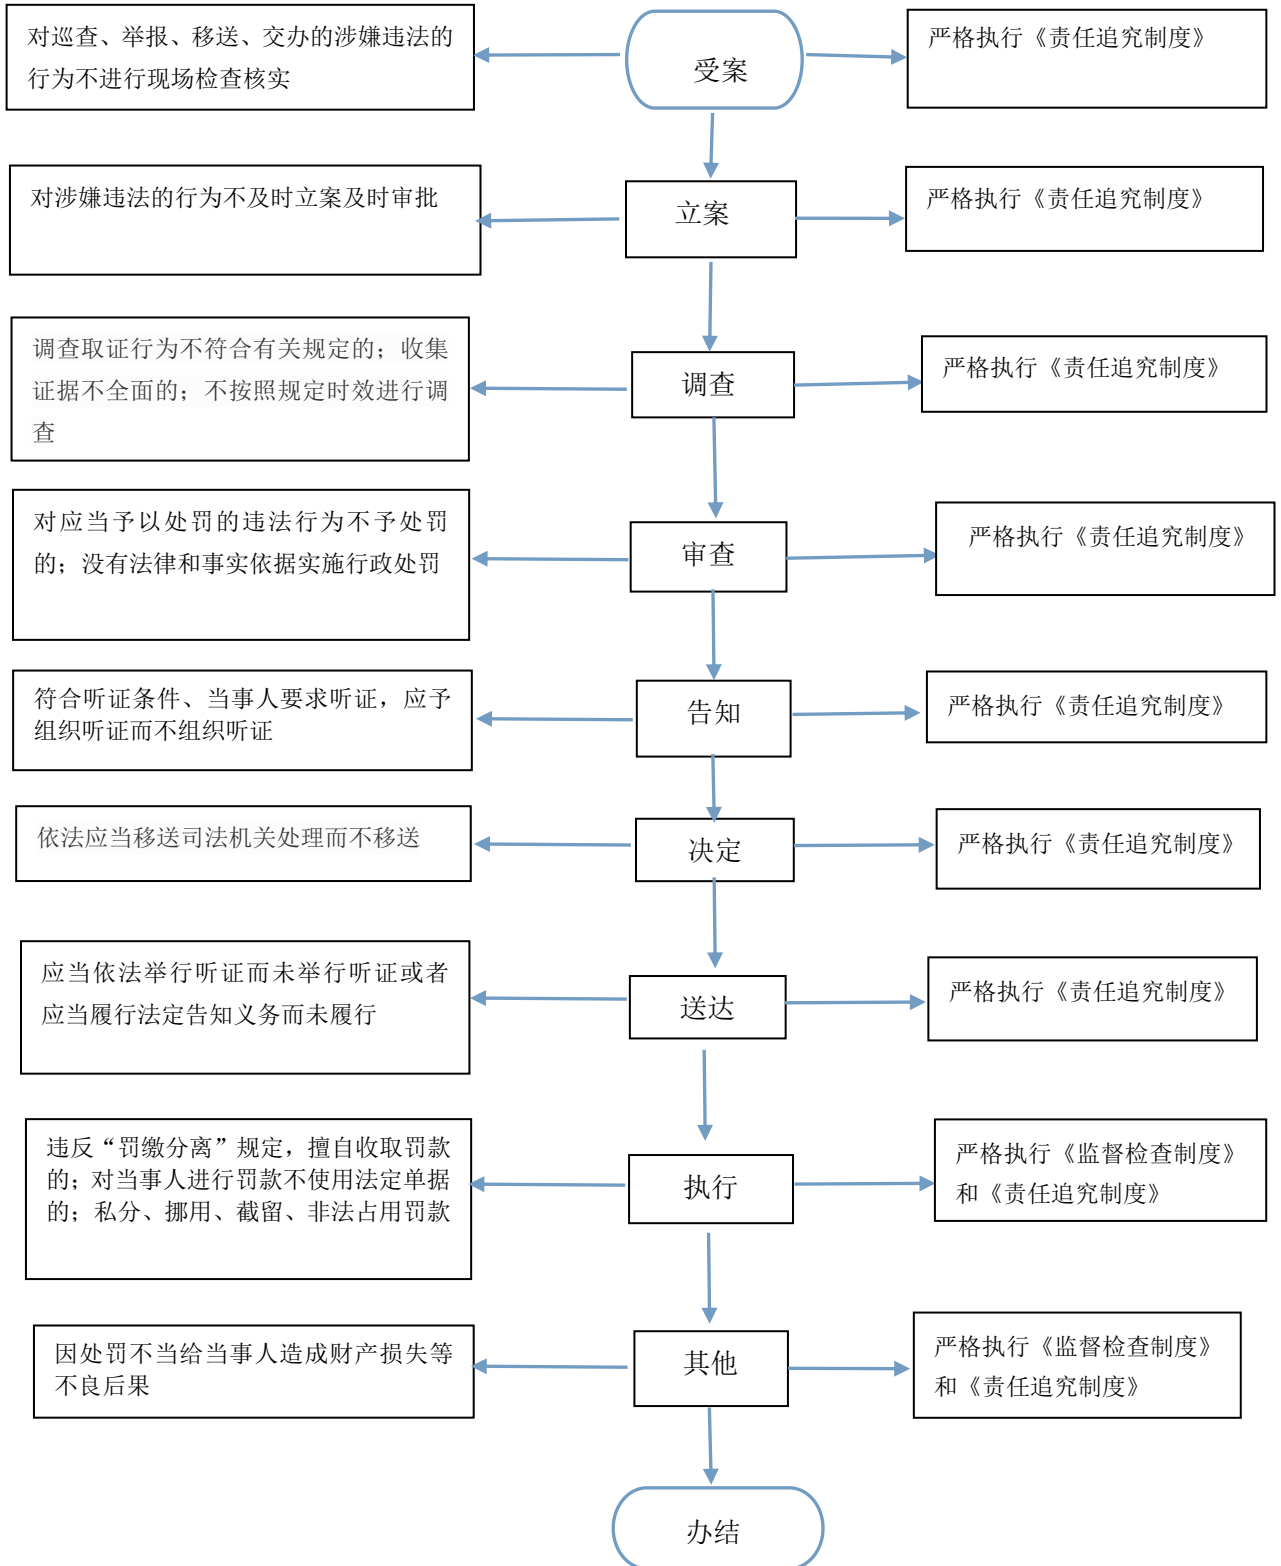 对巡查、举报、移送、交办的涉嫌违法的
行为不进行现场检查核实
受案
严格执行《责任追究制度》
对涉嫌违法的行为不及时立案及时审批
立案
严格执行《责任追究制度》
调查取证行为不符合有关规定的；收集
证据不全面的；不按照规定时效进行调
查
调查
严格执行《责任追究制度》
对应当予以处罚的违法行为不予处罚
的；没有法律和事实依据实施行政处罚
审查
严格执行《责任追究制度》
符合听证条件、当事人要求听证，应予
组织听证而不组织听证
告知
严格执行《责任追究制度》
依法应当移送司法机关处理而不移送
决定
严格执行《责任追究制度》
应当依法举行听证而未举行听证或者
应当履行法定告知义务而未履行
送达
严格执行《责任追究制度》
违反“罚缴分离”规定，擅自收取罚款
的；对当事人进行罚款不使用法定单据
的；私分、挪用、截留、非法占用罚款
执行
严格执行《监督检查制度》
和《责任追究制度》
因处罚不当给当事人造成财产损失等
不良后果
其他
严格执行《监督检查制度》
和《责任追究制度》
办结